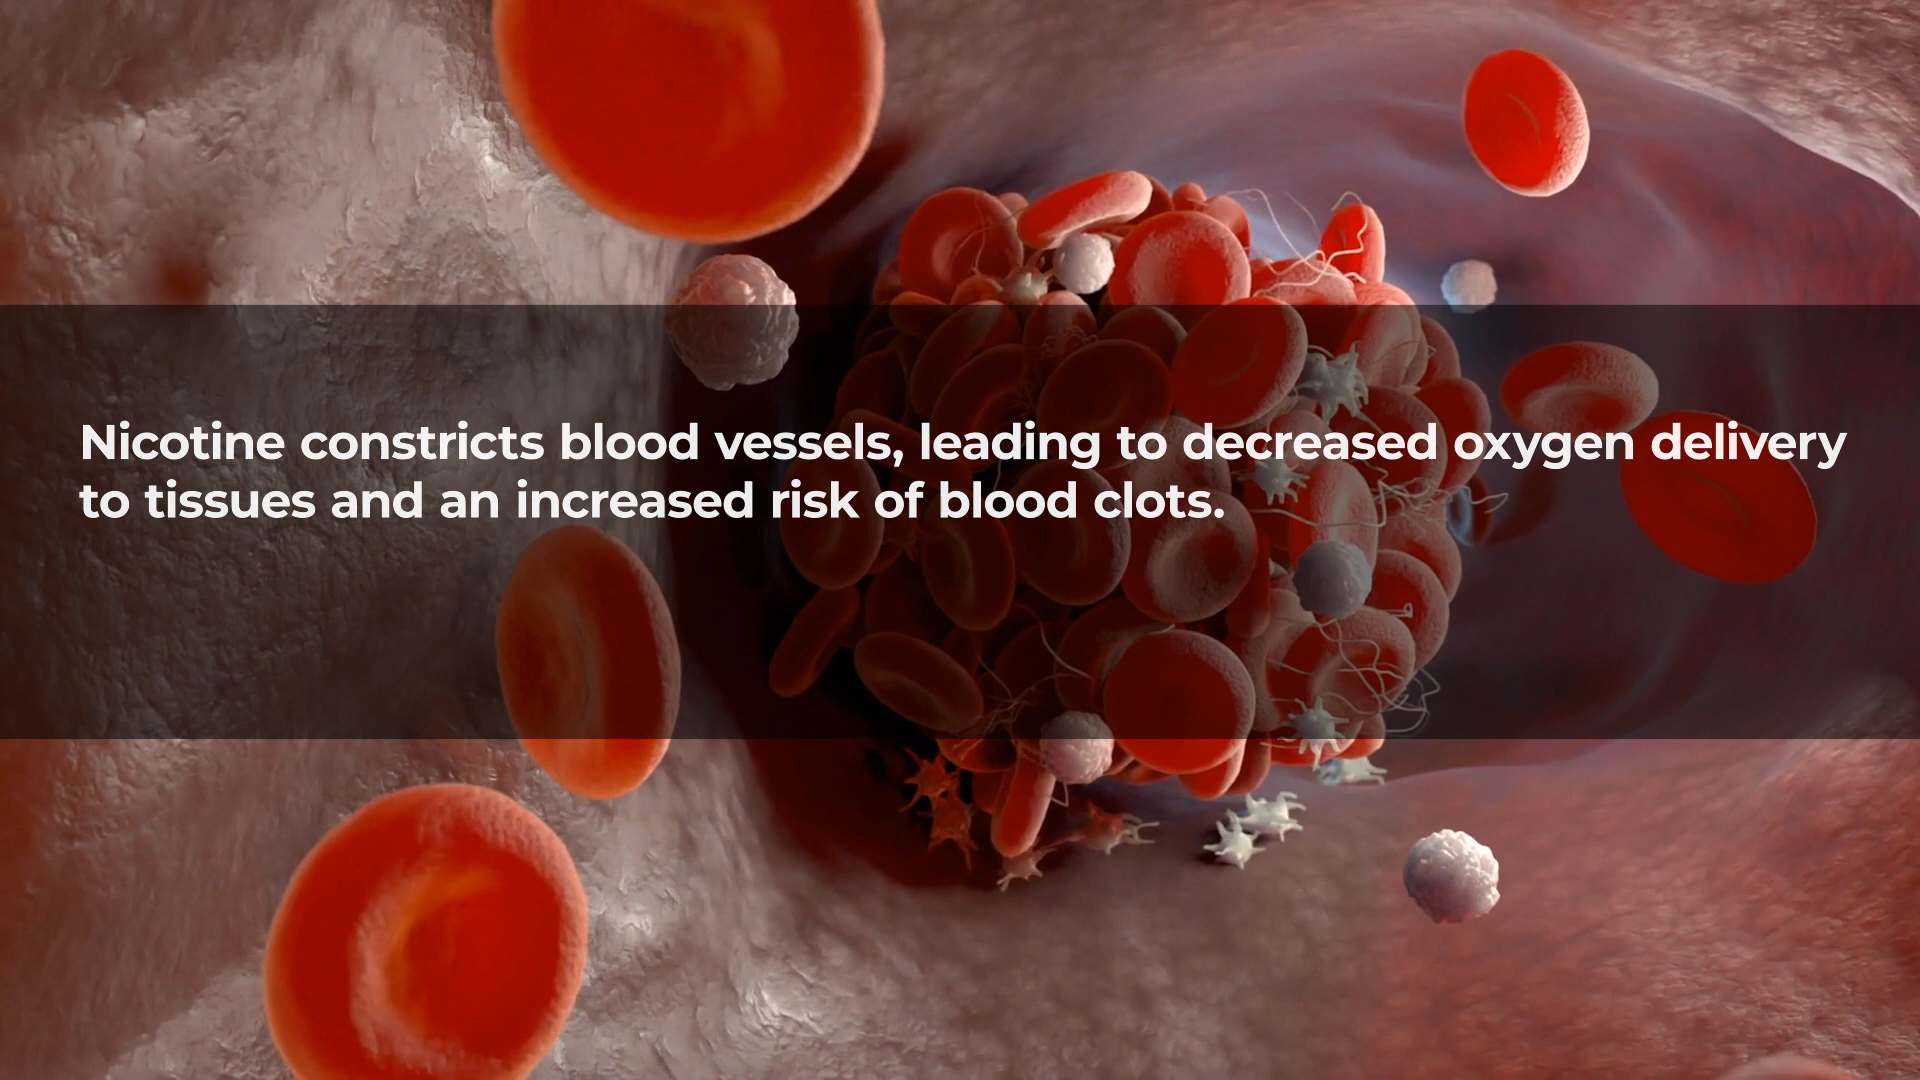 Nicotine constricts blood vessels, leading to decreased oxygen delivery
to tissues and an increased risk of blood clots.